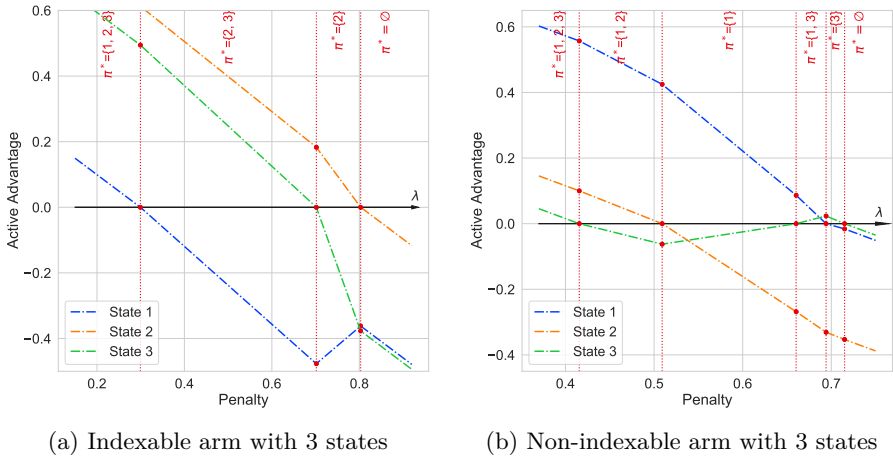 π*={1, 2, 3}
π*={2, 3}
π*={2}
π*=∅
0.6
0.4
0.2
0.0
−0.2
−0.4
Active Advantage
λ
State 1
State 2
State 3
0.2
0.4
0.6
0.8
Penalty
(a) Indexable arm with 3 states
π*={1, 2, 3}
π*={1, 2}
π*={1}
π*={1, 3}
π*={3}
π*=∅
0.6
0.4
0.2
0.0
−0.2
−0.4
Active Advantage
λ
State 1
State 2
State 3
0.4
0.5
0.6
0.7
Penalty
(b) Non-indexable arm with 3 states